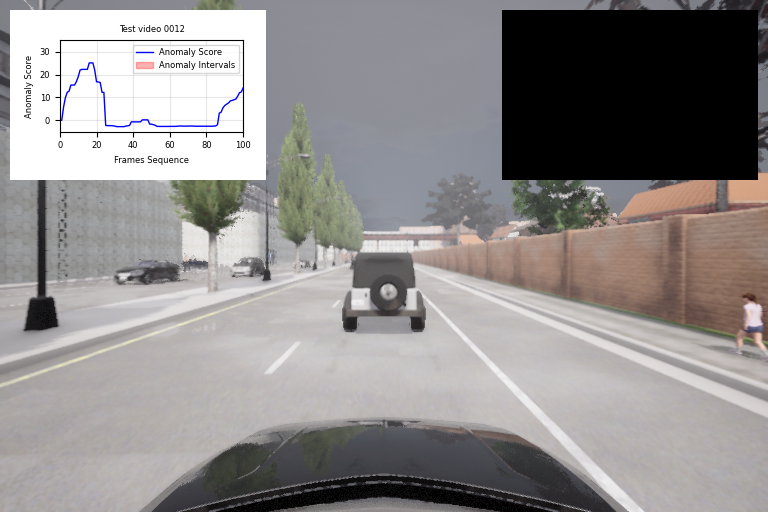 Test video 0012
Anomaly Score
Anomaly Intervals
Anomaly Score
30
20
10
0
0 20 40 60 80 100
Frames Sequence